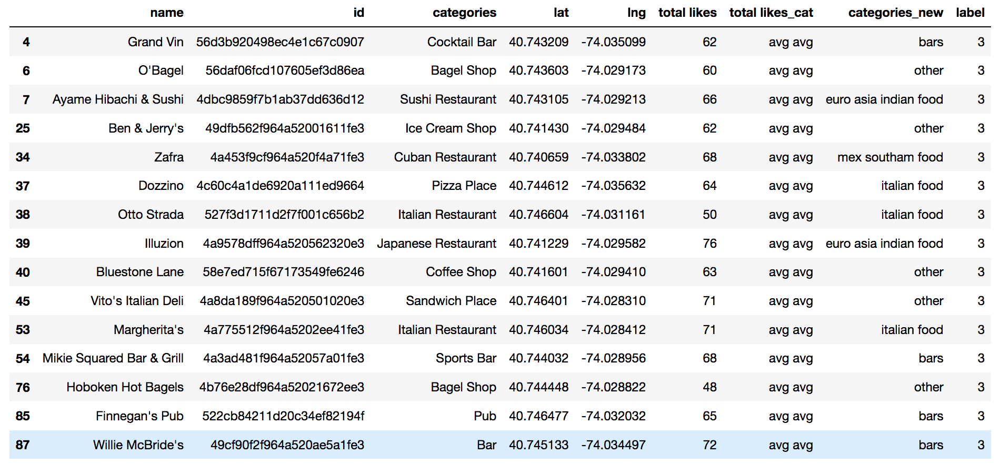 name id categories lat lng total likes total likes_cat categories_new label
4 Grand Vin 56d3b920498ec4e1c67c0907 Cocktail Bar 40.743209 -74.035099 62 avg avg bars 3
6 O'Bagel 56daf06fcd107605ef3d86ea Bagel Shop 40.743603 -74.029173 60 avg avg other 3
7 Ayame Hibachi & Sushi 4dbc9859f7b1ab37dd636d12 Sushi Restaurant 40.743105 -74.029213 66 avg avg euro asia indian food 3
25 Ben & Jerry's 49dfb562f964a52001611fe3 Ice Cream Shop 40.741430 -74.029484 62 avg avg other 3
34 Zafra 4a453f9cf964a520f4a71fe3 Cuban Restaurant 40.740659 -74.033802 68 avg avg mex southam food 3
37 Dozzino 4c60c4a1de6920a111ed9664 Pizza Place 40.744612 -74.035632 64 avg avg italian food 3
38 Otto Strada 527f3d1711d2f7f001c656b2 Italian Restaurant 40.746604 -74.031161 50 avg avg italian food 3
39 Illuzion 4a9578dff964a520562320e3 Japanese Restaurant 40.741229 -74.029582 76 avg avg euro asia indian food 3
40 Bluestone Lane 58e7ed715f67173549fe6246 Coffee Shop 40.741601 -74.029410 63 avg avg other 3
45 Vito's Italian Deli 4a8da189f964a520501020e3 Sandwich Place 40.746401 -74.028310 71 avg avg other 3
53 Margherita's 4a775512f964a5202ee41fe3 Italian Restaurant 40.746034 -74.028412 71 avg avg italian food 3
54 Mikie Squared Bar & Grill 4a3ad481f964a52057a01fe3 Sports Bar 40.744032 -74.028956 68 avg avg bars 3
76 Hoboken Hot Bagels 4b76e28df964a52021672ee3 Bagel Shop 40.744448 -74.028822 48 avg avg other 3
85 Finnegan's Pub 522cb84211d20c34ef82194f Pub 40.746477 -74.032032 65 avg avg bars 3
87 Willie McBride's 49cf90f2f964a520ae5a1fe3 Bar 40.745133 -74.034497 72 avg avg bars 3